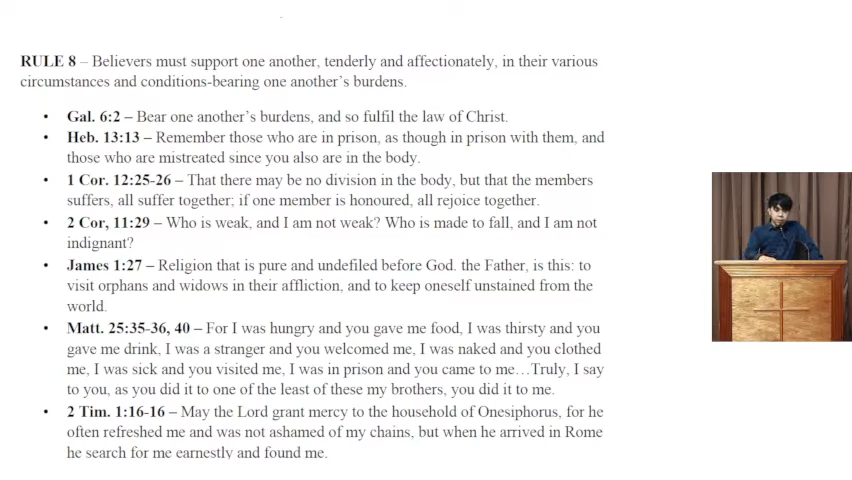 RULE 8 – Believers must support one another, tenderly and affectionately, in their various
circumstances and conditions-bearing one another's burdens.
• Gal. 6:2 – Bear one another's burdens, and so fulfil the law of Christ.
• Heb. 13:13 – Remember those who are in prison, as though in prison with them, and
those who are mistreated since you also are in the body.
• 1 Cor. 12:25-26 – That there may be no division in the body, but that the members
suffers, all suffer together; if one member is honoured, all rejoice together.
• 2 Cor, 11:29 – Who is weak, and I am not weak? Who is made to fall, and I am not
indignant?
• James 1:27 – Religion that is pure and undefiled before God. the Father, is this: to
visit orphans and widows in their affliction, and to keep oneself unstained from the
world.
• Matt. 25:35-36, 40 – For I was hungry and you gave me food, I was thirsty and you
gave me drink, I was a stranger and you welcomed me, I was naked and you clothed
me, I was sick and you visited me, I was in prison and you came to me…Truly, I say
to you, as you did it to one of the least of these my brothers, you did it to me.
• 2 Tim. 1:16-16 – May the Lord grant mercy to the household of Onesiphorus, for he
often refreshed me and was not ashamed of my chains, but when he arrived in Rome
he search for me earnestly and found me.